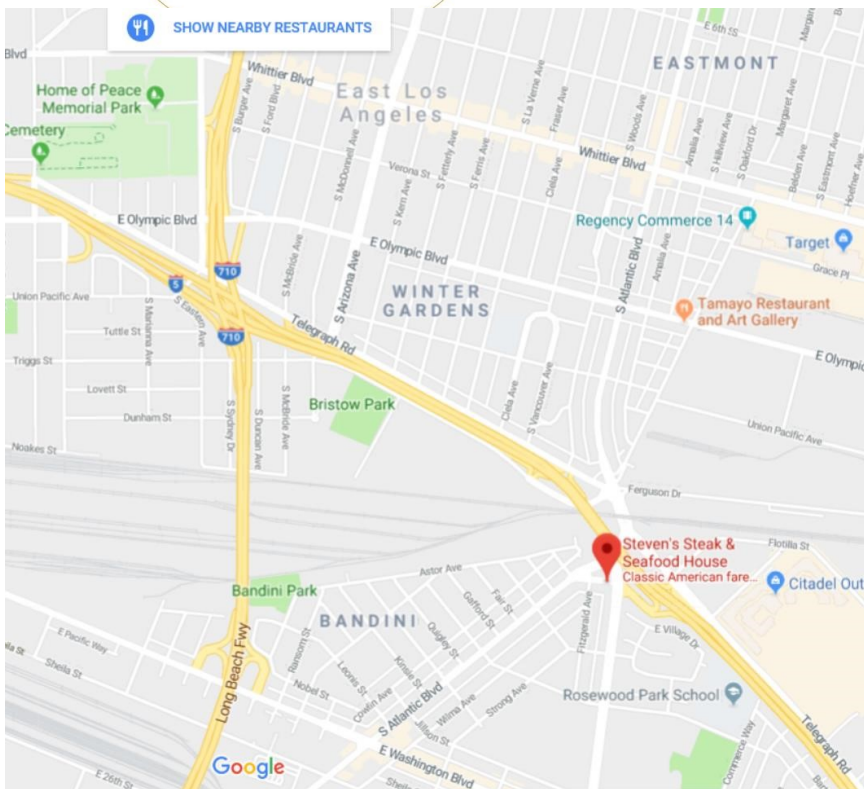 SHOW NEARBY RESTAURANTS
Blvd
E 6th S
Whittier Blvd
EASTMONT
Home of Peace
Memorial Park
East Los
Angeles
Cemetery
S Burger Ave
S Ford Blvd
S La Verne Ave
Fraser Ave
S Woods Ave
Margaret Ave
S McDonnell Ave
S Fetterly Ave
S Ferris Ave
Verona St
Clela Ave
Whittier Blvd
Amelia Ave
S Hillview Ave
S Oakford Dr
Belden Ave
S Eastmont Ave
Hoefner Ave
S Kern Ave
E Olympic Blvd
Regency Commerce 14
E Olympic Blvd
Target
S McBride Ave
S Arizona Ave
S Atlantic Blvd
Amelia Ave
Grace Pl
710
5
WINTER
GARDENS
Union Pacific Ave
S Marianna Ave
S Eastern Ave
Tamayo Restaurant
and Art Gallery
Tuttle St
710
Telegraph Rd
E Olympic
Triggs St
Lovett St
Bristow Park
Clela Ave
S Vancouver Ave
Dunham St
S Sydney Dr
S Duncan Ave
S McBride Ave
Union Pacific Ave
Noakes St
Ferguson Dr
Steven's Steak &
Seafood House
Classic American fare...
Flotilla St
Astor Ave
Citadel Out
Bandini Park
Fair St
Gafford St
Fitzgerald Ave
BANDINI
E Village Dr
E Pacific Way
Ransom St
Quigley St
Sheila St
Leonis St
Kinsie St
Long Beach Fwy
Nobel St
Cowlin Ave
S Atlantic Blvd
Wilma Ave
Strong Ave
Rosewood Park School
Jillson St
Telegraph Rd
E Washington Blvd
Commerce Way
Google
E 26th St